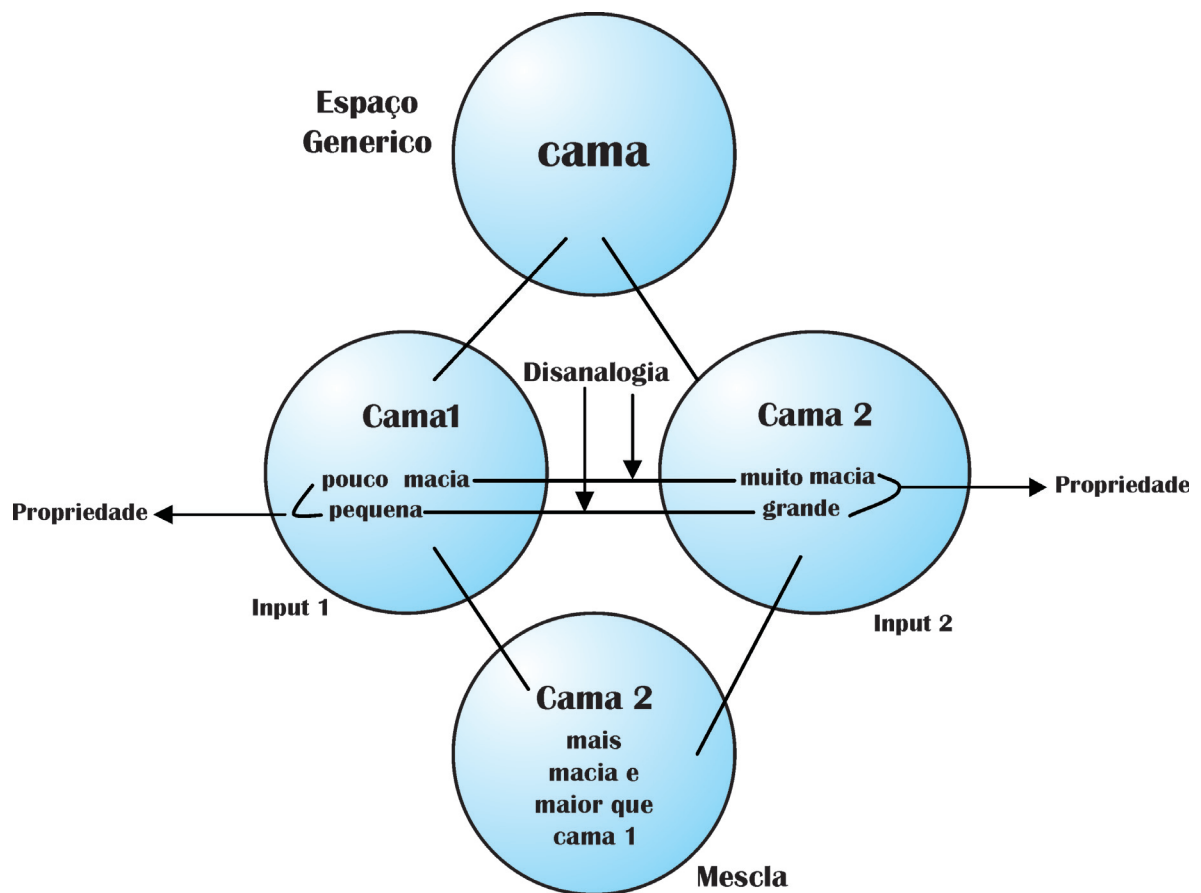 Espaço
Generico
cama
Disanalogia
Cama1
pouco macia
pequena
Propriedade
Input 1
Cama 2
muito macia
grande
Propriedade
Input 2
Cama 2
mais
macia e
maior que
cama 1
Mescla